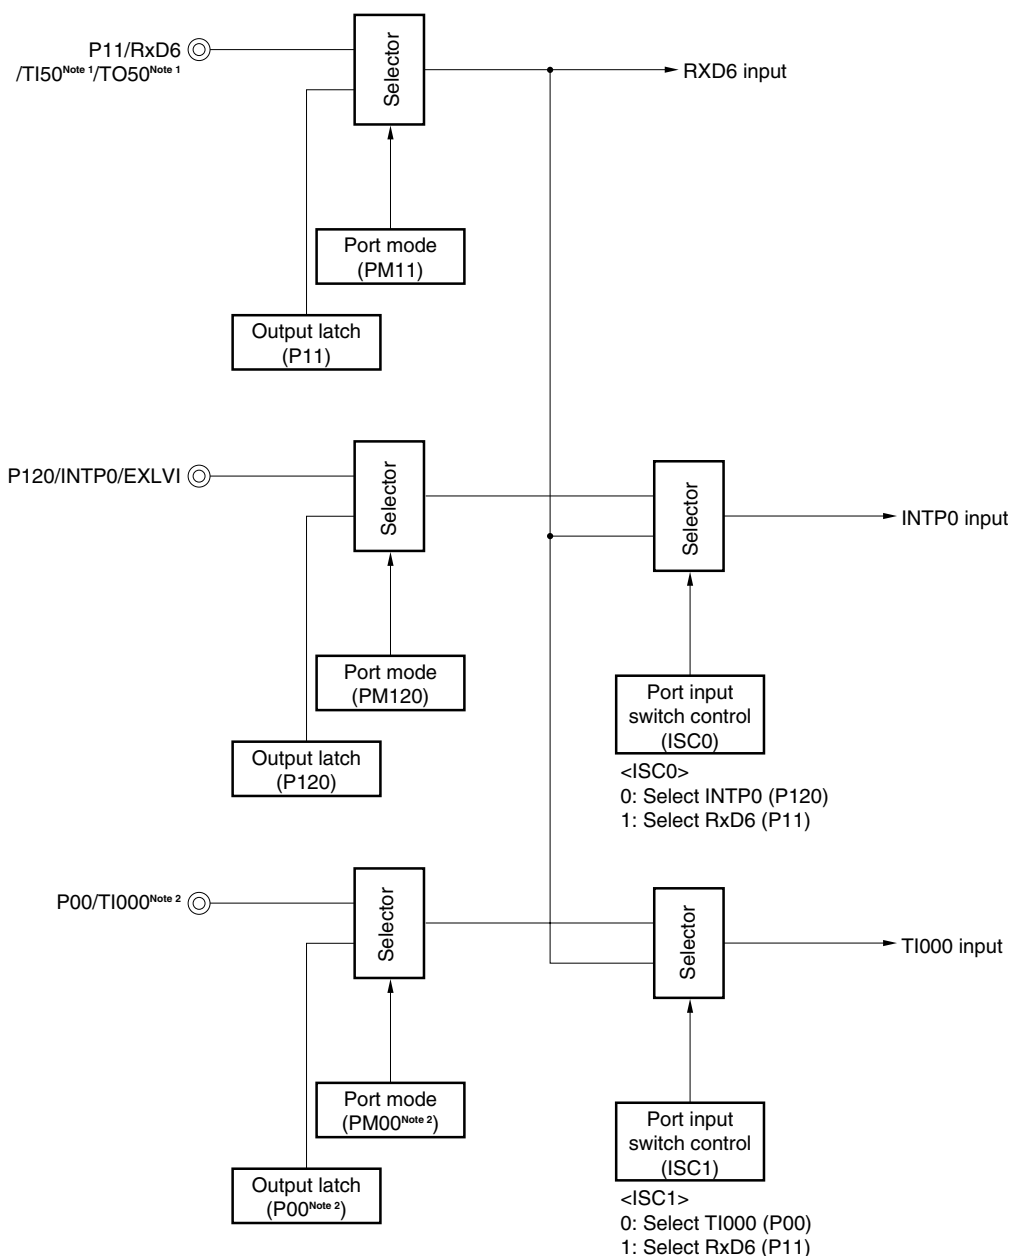 P11/RxD6
/TI50Note 1/TO50Note 1
Selector
RXD6 input
Port mode
(PM11)
Output latch
(P11)
P120/INTP0/EXLVI
Selector
Selector
INTP0 input
Port mode
(PM120)
Output latch
(P120)
Port input
switch control
(ISC0)
<ISC0>
0: Select INTP0 (P120)
1: Select RxD6 (P11)
P00/TI000Note 2
Selector
Selector
TI000 input
Port mode
(PM00Note 2)
Output latch
(P00Note 2)
Port input
switch control
(ISC1)
<ISC1>
0: Select TI000 (P00)
1: Select RxD6 (P11)